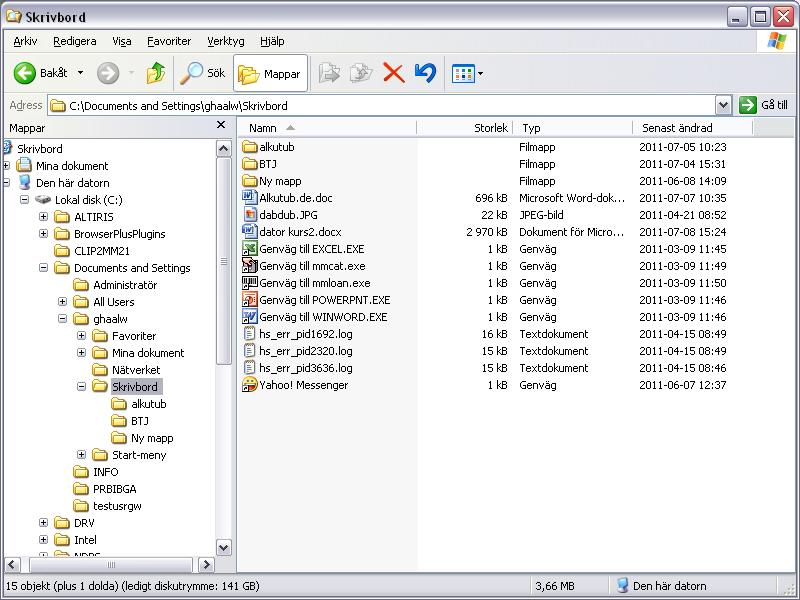 Skrivbord
Arkiv Redigera Visa Favoriter Verktyg Hjälp
Bakåt Sök Mappar
Adress C:\Documents and Settings\ghaalw\Skrivbord Gå till
Mappar
Skrivbord
Mina dokument
Den här datorn
Lokal disk (C:)
ALTIRIS
BrowserPlusPlugins
CLIP2MM21
Documents and Settings
Administratör
All Users
ghaalw
Favoriter
Mina dokument
Nätverket
Skrivbord
alkutub
BTJ
Ny mapp
Start-meny
INFO
PRBIBGA
testusrgw
DRV
Intel
Namn Storlek Typ Senast ändrad
alkutub Filmapp 2011-07-05 10:23
BTJ Filmapp 2011-07-04 15:31
Ny mapp Filmapp 2011-06-08 14:09
Alkutub.de.doc 696 kB Microsoft Word-dok... 2011-07-07 10:35
dabdub.JPG 22 kB JPEG-bild 2011-04-21 08:52
dator kurs2.docx 2 970 kB Dokument för Micro... 2011-07-08 15:24
Genväg till EXCEL.EXE 1 kB Genväg 2011-03-09 11:45
Genväg till mmcat.exe 1 kB Genväg 2011-03-09 11:49
Genväg till mmloan.exe 1 kB Genväg 2011-03-09 11:50
Genväg till POWERPNT.EXE 1 kB Genväg 2011-03-09 11:45
Genväg till WINWORD.EXE 1 kB Genväg 2011-03-09 11:45
hs_err_pid1692.log 16 kB Textdokument 2011-04-15 08:49
hs_err_pid2320.log 15 kB Textdokument 2011-04-15 08:49
hs_err_pid3636.log 15 kB Textdokument 2011-04-15 08:46
Yahoo! Messenger 1 kB Genväg 2011-06-07 12:37
15 objekt (plus 1 dolda) (ledigt diskutrymme: 141 GB) 3,66 MB Den här datorn